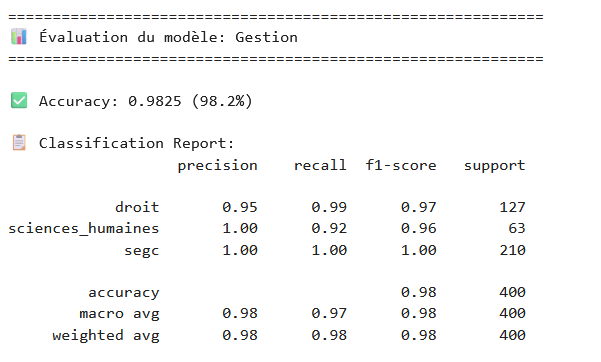 ============================================================
📊 Évaluation du modèle: Gestion
============================================================
✅ Accuracy: 0.9825 (98.2%)
📋 Classification Report:
precision recall f1-score support
droit 0.95 0.99 0.97 127
sciences_humaines 1.00 0.92 0.96 63
segc 1.00 1.00 1.00 210
accuracy 0.98 400
macro avg 0.98 0.97 0.98 400
weighted avg 0.98 0.98 0.98 400